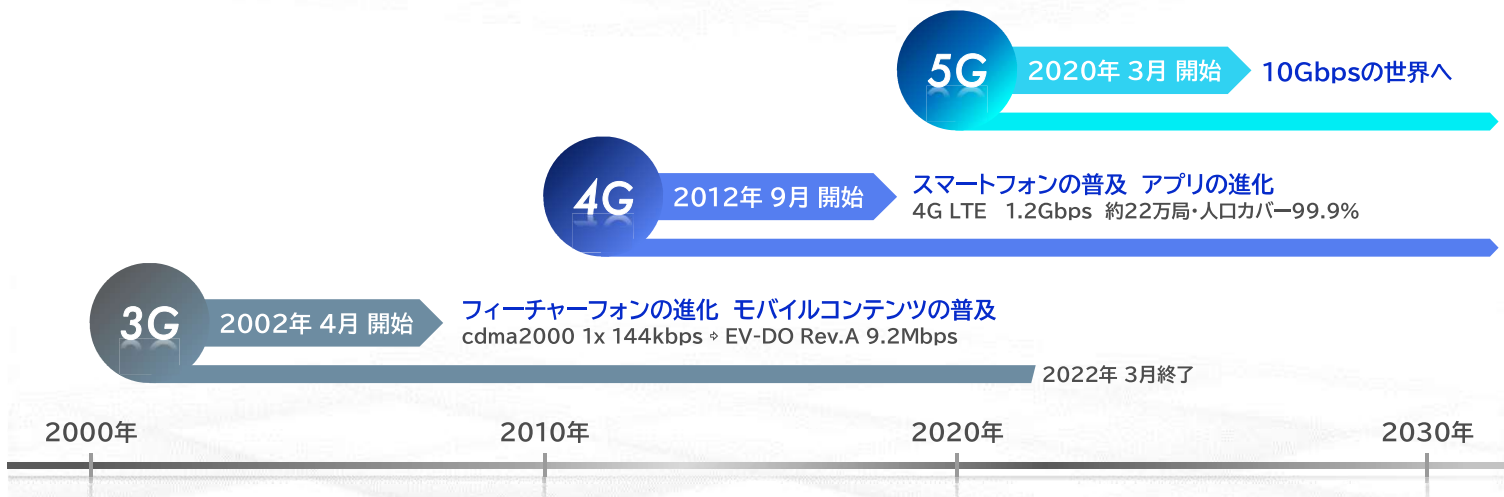 5G 2020年 3月 開始 10Gbpsの世界へ
4G 2012年 9月 開始 スマートフォンの普及 アプリの進化
4G LTE 1.2Gbps 約22万局・人口カバー99.9%
3G 2002年 4月 開始 フィーチャーフォンの進化 モバイルコンテンツの普及
cdma2000 1x 144kbps ⇨ EV-DO Rev.A 9.2Mbps
2022年 3月終了
2000年 2010年 2020年 2030年